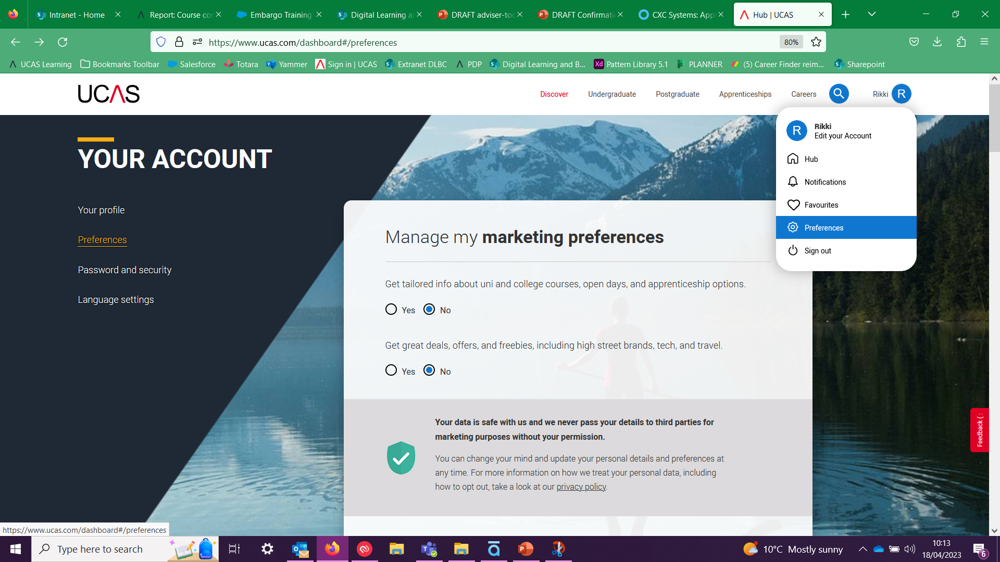 Intranet - Home
Report: Course cor
Embargo Training
Digital Learning ar
DRAFT adviser-too
DRAFT Confirmatic
CXC Systems: Appl
Hub | UCAS
https://www.ucas.com/dashboard#/preferences
80%
UCAS Learning
Bookmarks Toolbar
Salesforce
Totara
Yammer
Sign in | UCAS
Extranet DLBC
PDP
Digital Learning and B...
Xd
Pattern Library 5.1
PLANNER
(5) Career Finder reim...
Sharepoint
UCAS
Discover
Undergraduate
Postgraduate
Apprenticeships
Careers
Rikki
R
R
Rikki
Edit your Account
Hub
Notifications
Favourites
Preferences
Sign out
YOUR ACCOUNT
Your profile
Preferences
Password and security
Language settings
Manage my marketing preferences
Get tailored info about uni and college courses, open days, and apprenticeship options.
Yes No
Get great deals, offers, and freebies, including high street brands, tech, and travel.
Yes No
Your data is safe with us and we never pass your details to third parties for
marketing purposes without your permission.
You can change your mind and update your personal details and preferences at
any time. For more information on how we treat your personal data, including
how to opt out, take a look at our privacy policy.
Feedback ( :
https://www.ucas.com/dashboard#/preferences
Type here to search
10°C Mostly sunny
10:13
18/04/2023
6